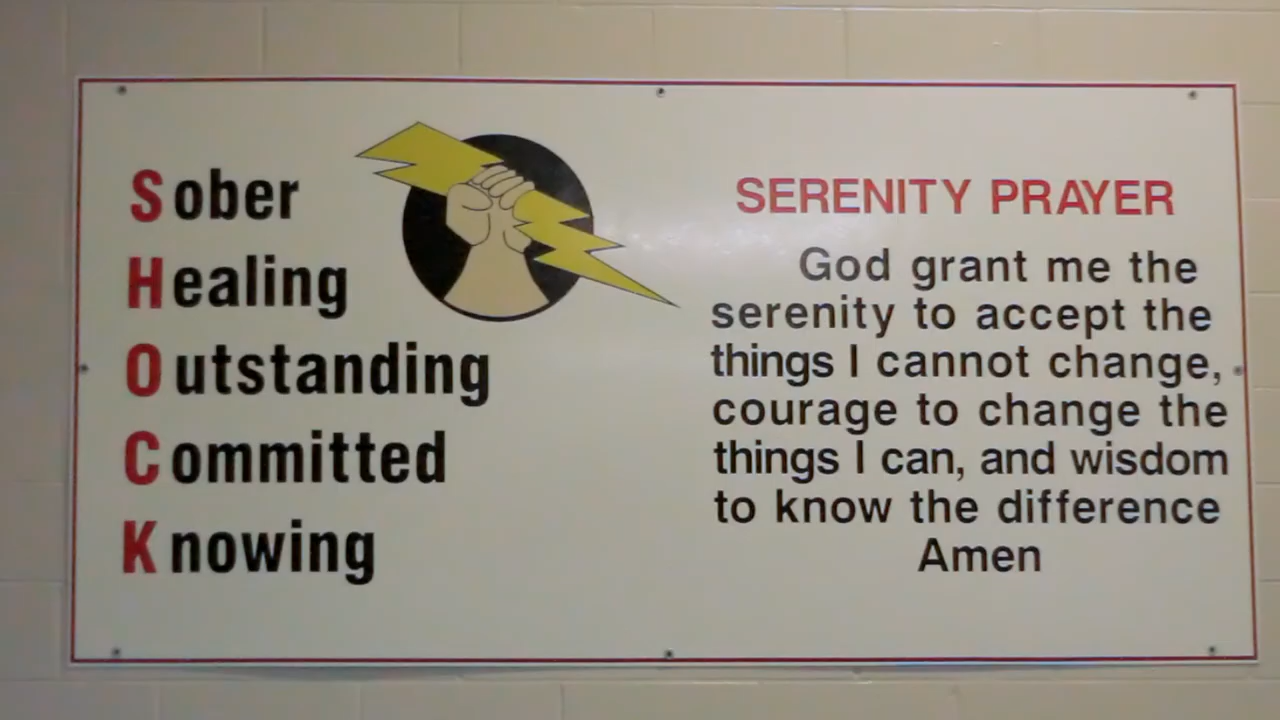 Sober
Healing
Outstanding
Committed
Knowing
SERENITY PRAYER
God grant me the
serenity to accept the
things I cannot change,
courage to change the
things I can, and wisdom
to know the difference
Amen